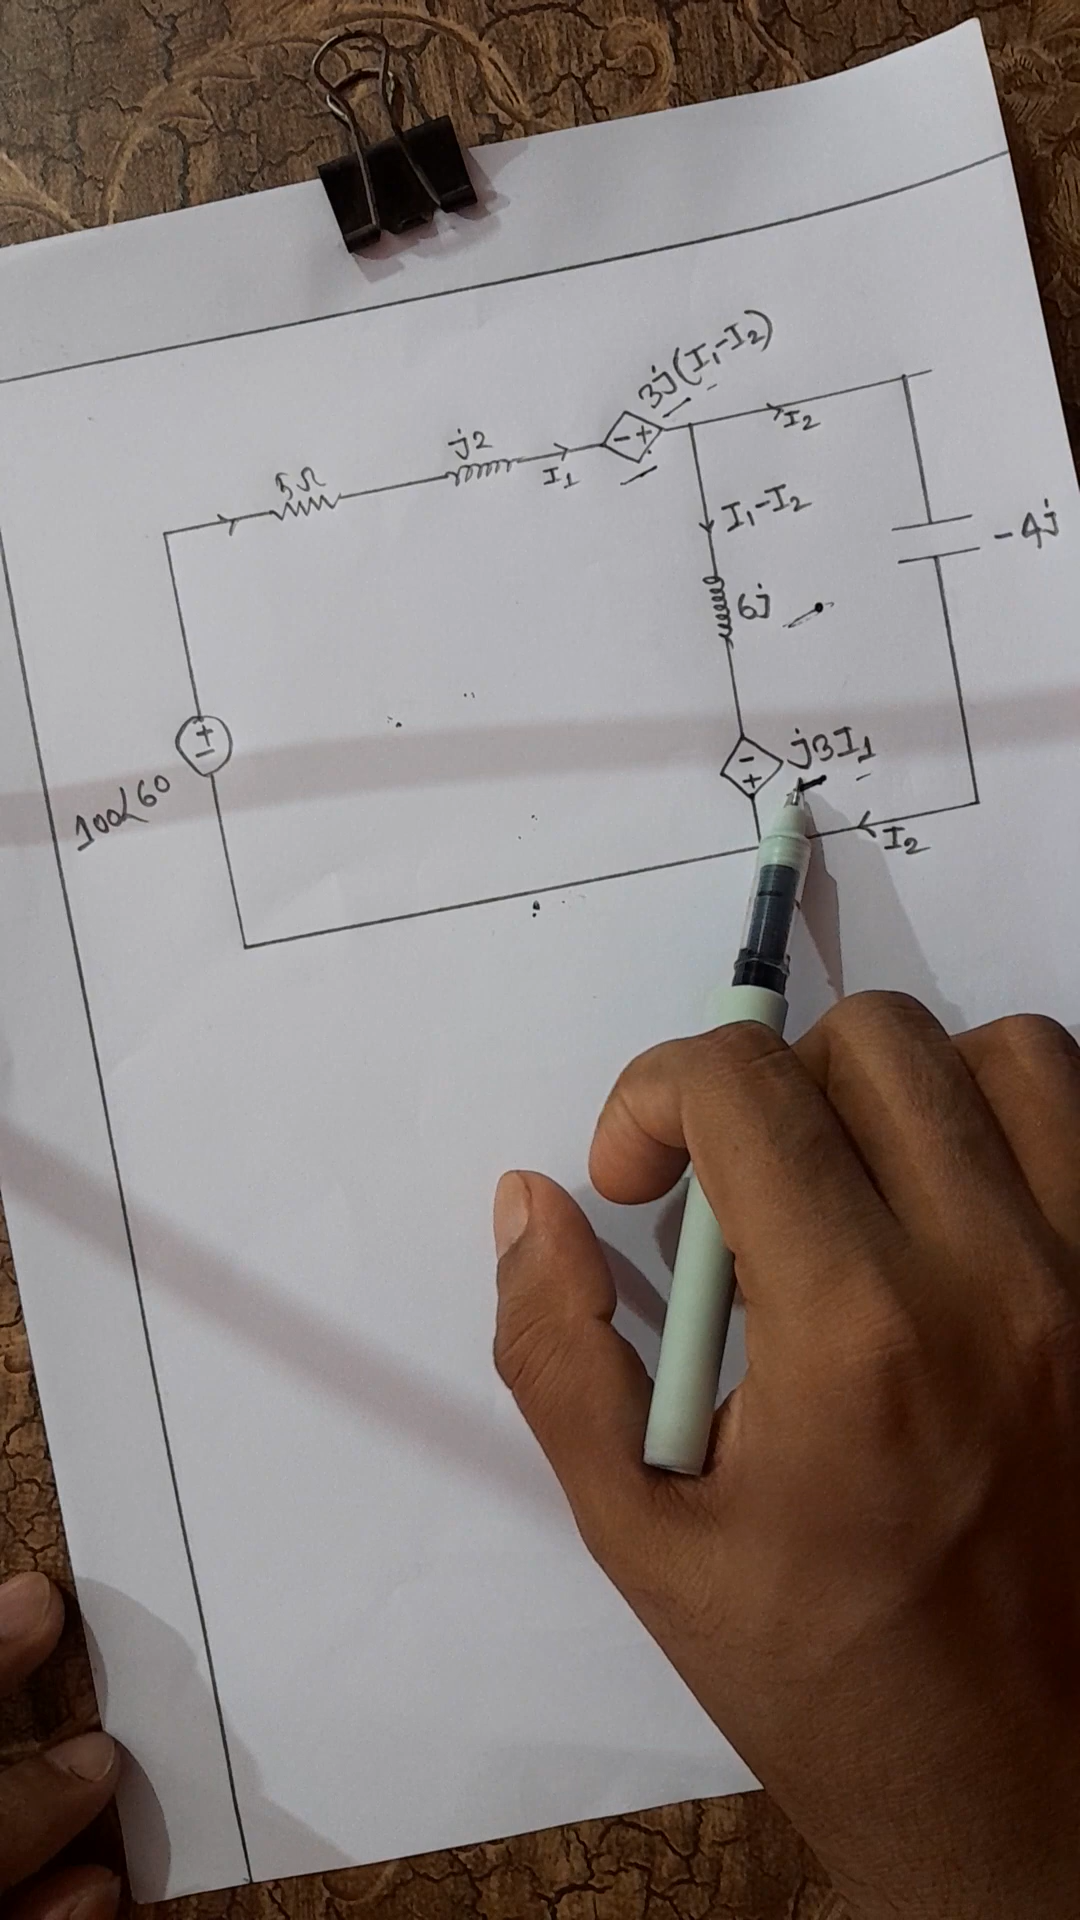 3j(I₁-I₂)
j2
5Ω
I₁
- +
I₂
I₁-I₂
-4j
6j
+
-
100∠60
-
+
j3I₁
I₂